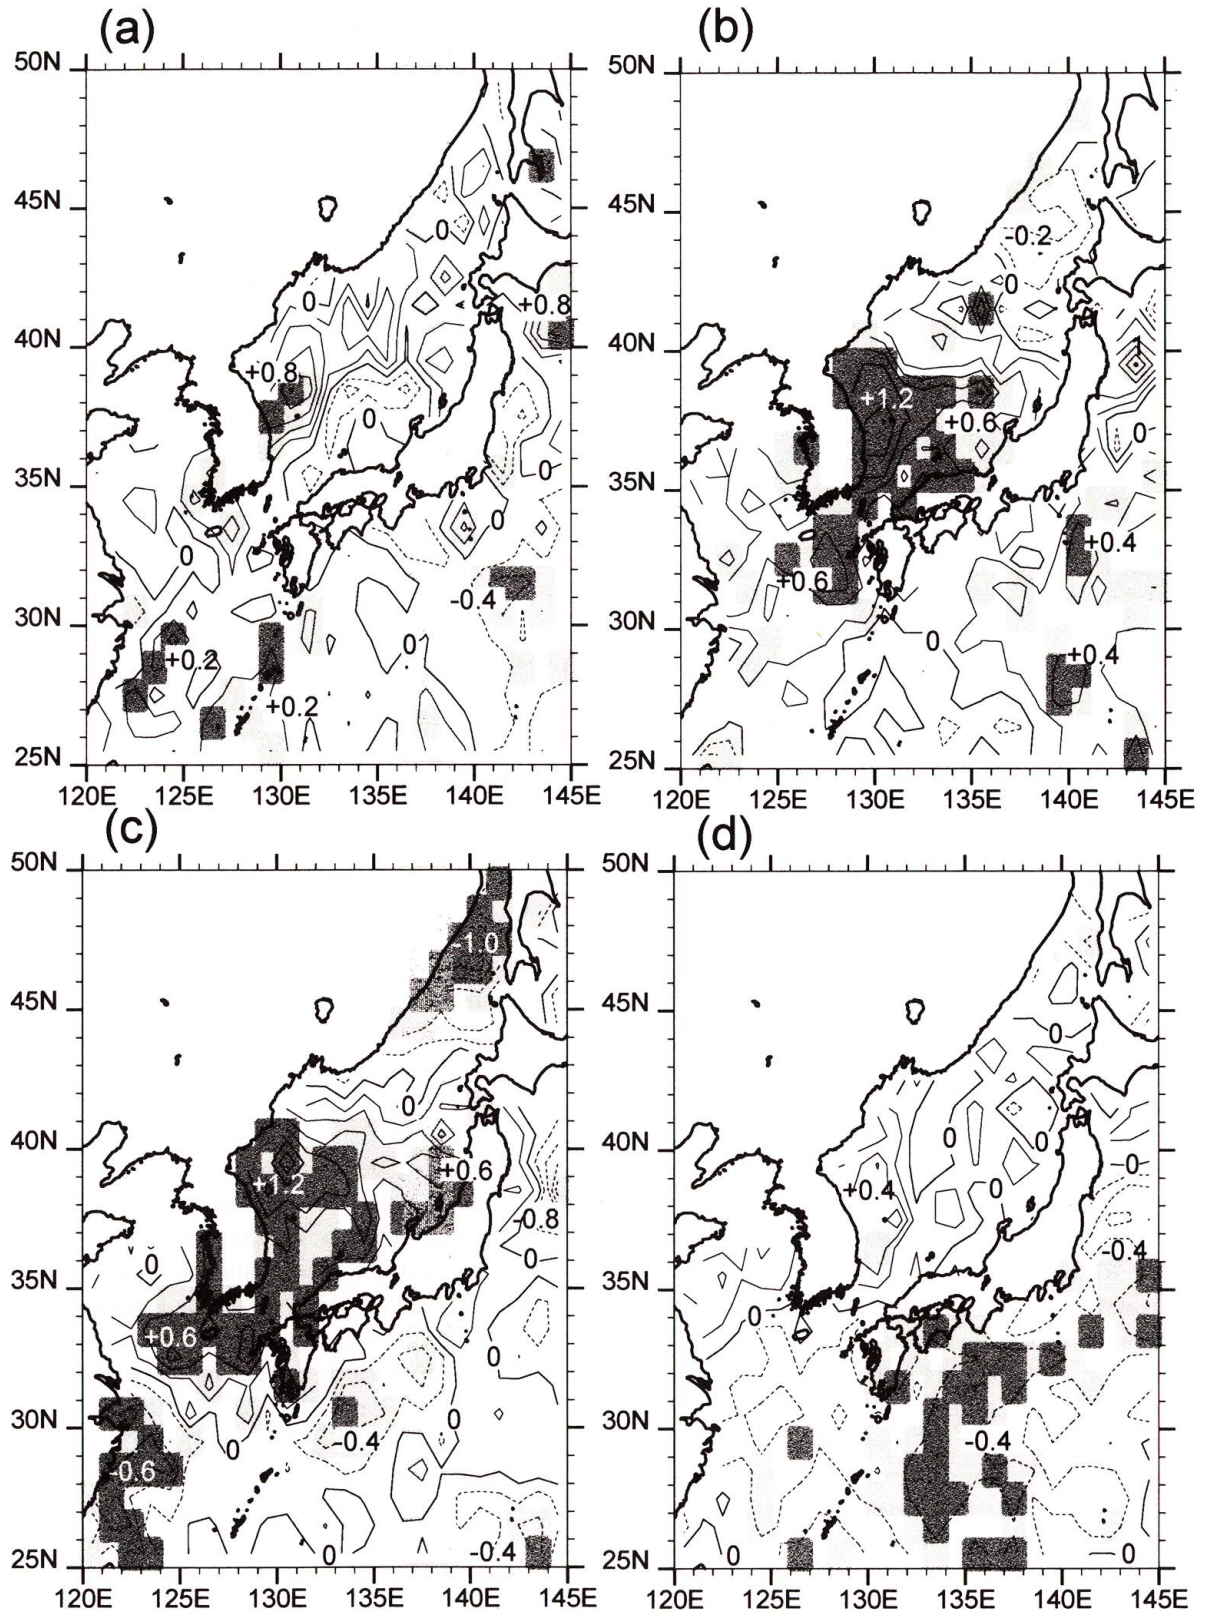 (a) (b)
50N 50N
45N 45N
0
-0.2
0 0
+0.8
40N 40N
1
+0.8
+1.2
+0.6
0 0
35N 0 35N
0
0 +0.4
+0.6
-0.4
30N 30N
0 0
+0.2 +0.4
+0.2
25N 25N
120E 125E 130E 135E 140E 145E 120E 125E 130E 135E 140E 145E
(c) (d)
50N 50N
-1.0
45N 45N
0
0
40N 0 40N
0
+0.6 0
+1.2 +0.4 0
-0.8
0 0 -0.4
35N 35N
+0.6 0
0
30N 0 30N
0 -0.4 -0.4
-0.6
0 -0.4 0 0
25N 25N
120E 125E 130E 135E 140E 145E 120E 125E 130E 135E 140E 145E